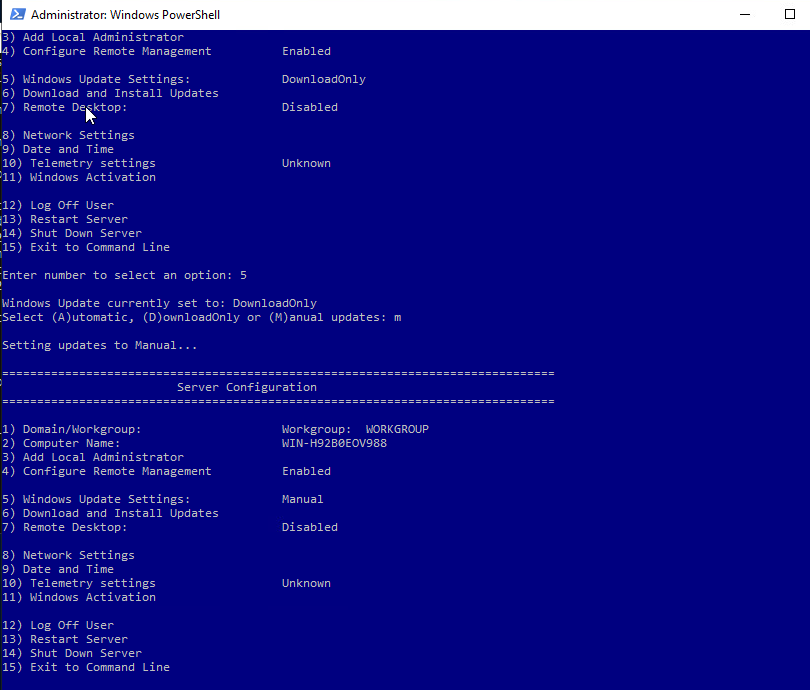 Administrator: Windows PowerShell
3) Add Local Administrator
4) Configure Remote Management Enabled
5) Windows Update Settings: DownloadOnly
6) Download and Install Updates
7) Remote Desktop: Disabled
8) Network Settings
9) Date and Time
10) Telemetry settings Unknown
11) Windows Activation
12) Log Off User
13) Restart Server
14) Shut Down Server
15) Exit to Command Line
Enter number to select an option: 5
Windows Update currently set to: DownloadOnly
Select (A)utomatic, (D)ownloadOnly or (M)anual updates: m
Setting updates to Manual...
===============================================================================
Server Configuration
===============================================================================
1) Domain/Workgroup: Workgroup: WORKGROUP
2) Computer Name: WIN-H92B0EOV988
3) Add Local Administrator
4) Configure Remote Management Enabled
5) Windows Update Settings: Manual
6) Download and Install Updates
7) Remote Desktop: Disabled
8) Network Settings
9) Date and Time
10) Telemetry settings Unknown
11) Windows Activation
12) Log Off User
13) Restart Server
14) Shut Down Server
15) Exit to Command Line